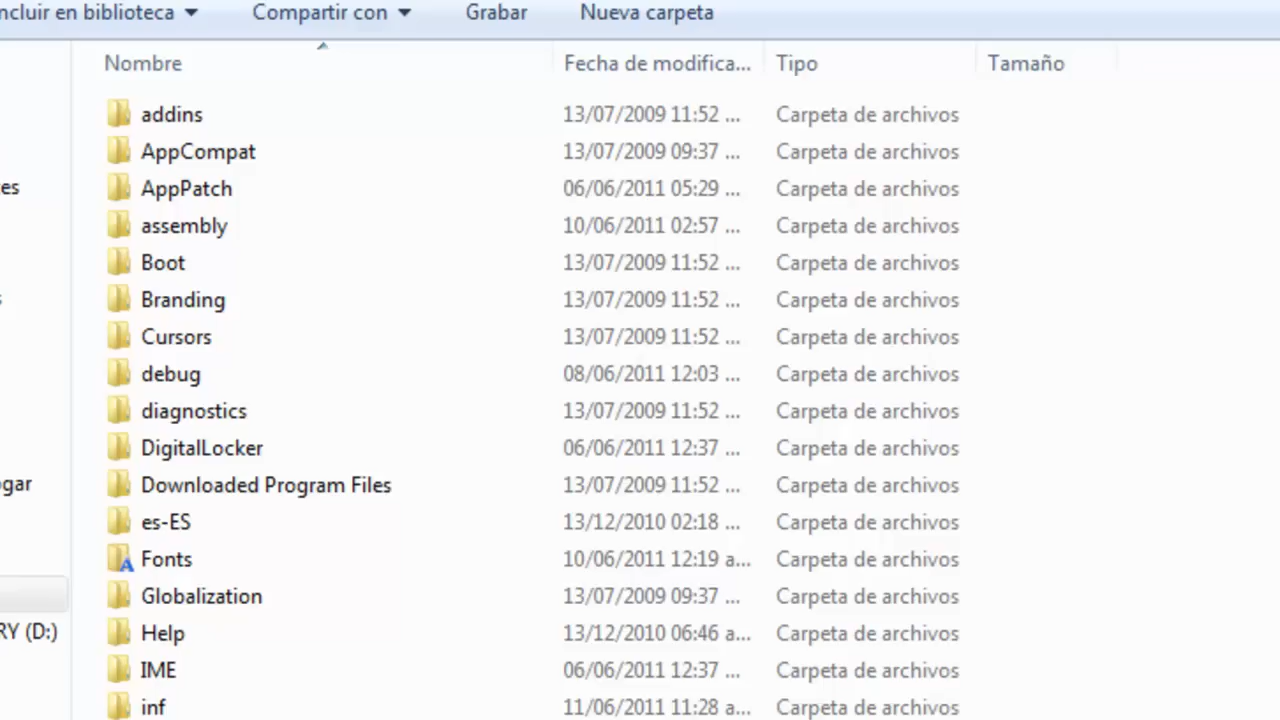 ncluir en biblioteca Compartir con Grabar Nueva carpeta
Nombre Fecha de modifica... Tipo Tamaño
addins 13/07/2009 11:52 ... Carpeta de archivos
AppCompat 13/07/2009 09:37 ... Carpeta de archivos
es AppPatch 06/06/2011 05:29 ... Carpeta de archivos
assembly 10/06/2011 02:57 ... Carpeta de archivos
Boot 13/07/2009 11:52 ... Carpeta de archivos
s Branding 13/07/2009 11:52 ... Carpeta de archivos
Cursors 13/07/2009 11:52 ... Carpeta de archivos
debug 08/06/2011 12:03 ... Carpeta de archivos
diagnostics 13/07/2009 11:52 ... Carpeta de archivos
DigitalLocker 06/06/2011 12:37 ... Carpeta de archivos
ogar Downloaded Program Files 13/07/2009 11:52 ... Carpeta de archivos
es-ES 13/12/2010 02:18 ... Carpeta de archivos
Fonts 10/06/2011 12:19 a... Carpeta de archivos
Globalization 13/07/2009 09:37 ... Carpeta de archivos
RY (D:) Help 13/12/2010 06:46 a... Carpeta de archivos
IME 06/06/2011 12:37 ... Carpeta de archivos
inf 11/06/2011 11:28 a... Carpeta de archivos